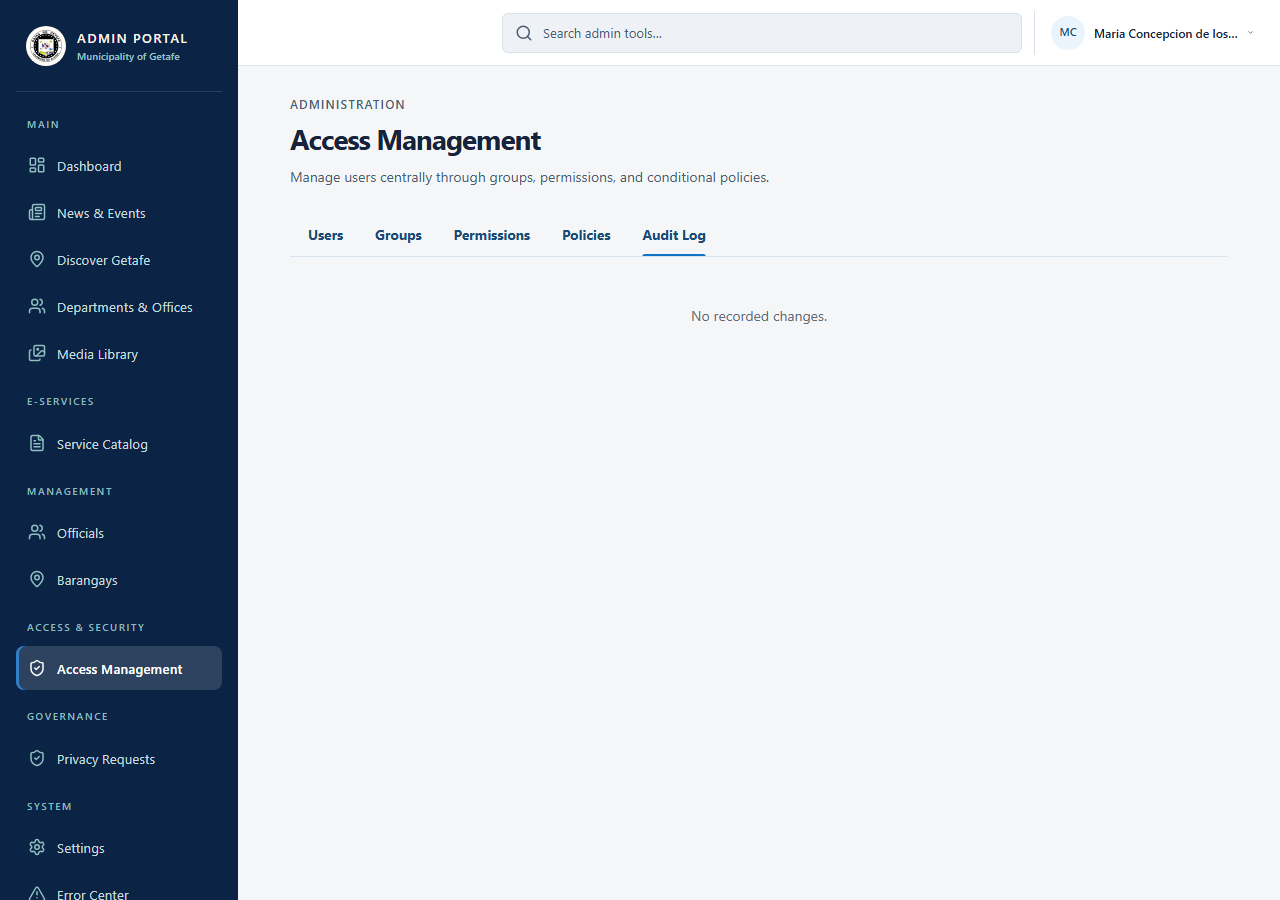 ADMIN PORTAL
Municipality of Getafe
Search admin tools...
MC
Maria Concepcion de los...
MAIN
Dashboard
News & Events
Discover Getafe
Departments & Offices
Media Library
E-SERVICES
Service Catalog
MANAGEMENT
Officials
Barangays
ACCESS & SECURITY
Access Management
GOVERNANCE
Privacy Requests
SYSTEM
Settings
Error Center
ADMINISTRATION
Access Management
Manage users centrally through groups, permissions, and conditional policies.
Users Groups Permissions Policies Audit Log
No recorded changes.